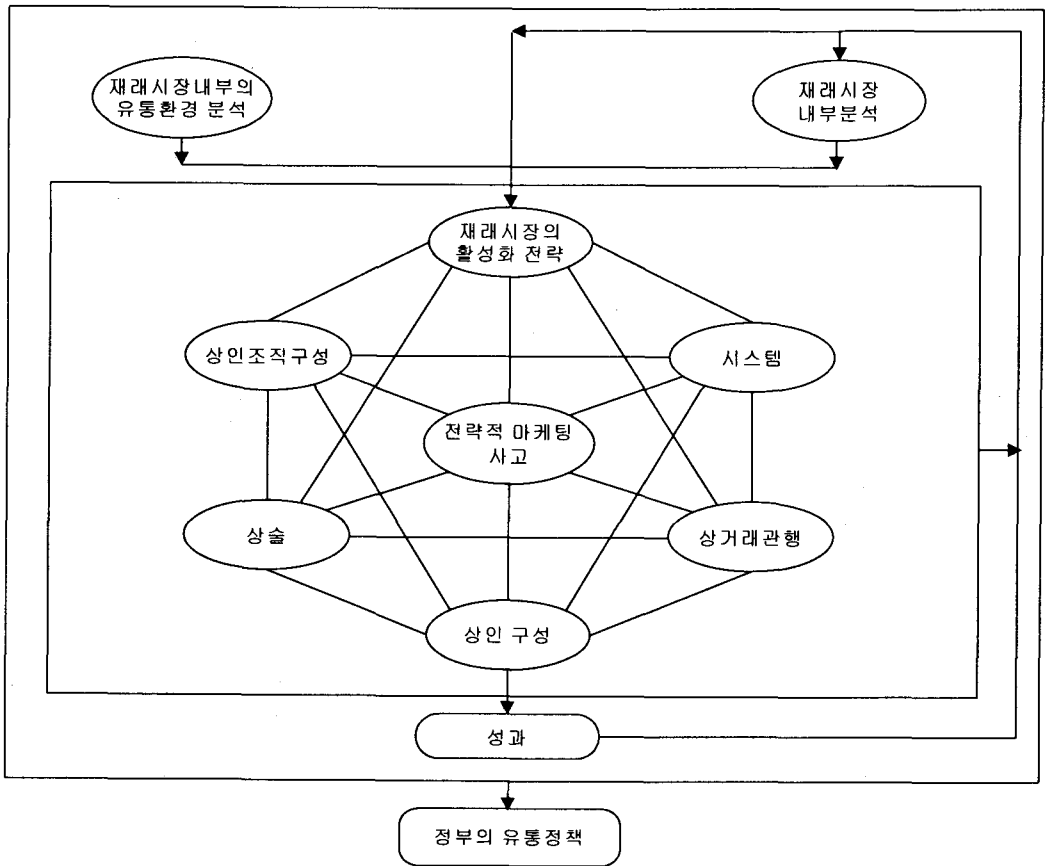 재래시장내부의
유통환경 분석
재래시장
내부분석
재래시장의
활성화 전략
상인조직구성
시스템
전략적 마케팅
사고
상술
상거래관행
상인 구성
성과
정부의 유통정책